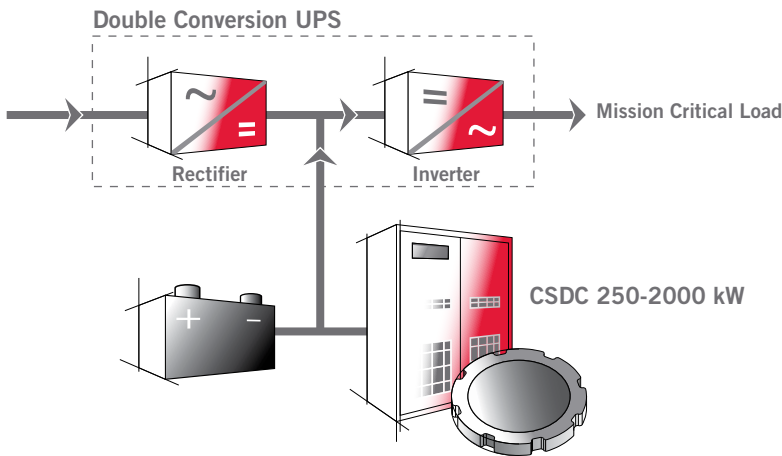 Double Conversion UPS
~
=
=
~
Mission Critical Load
Rectifier
Inverter
CSDC 250-2000 kW
+ −